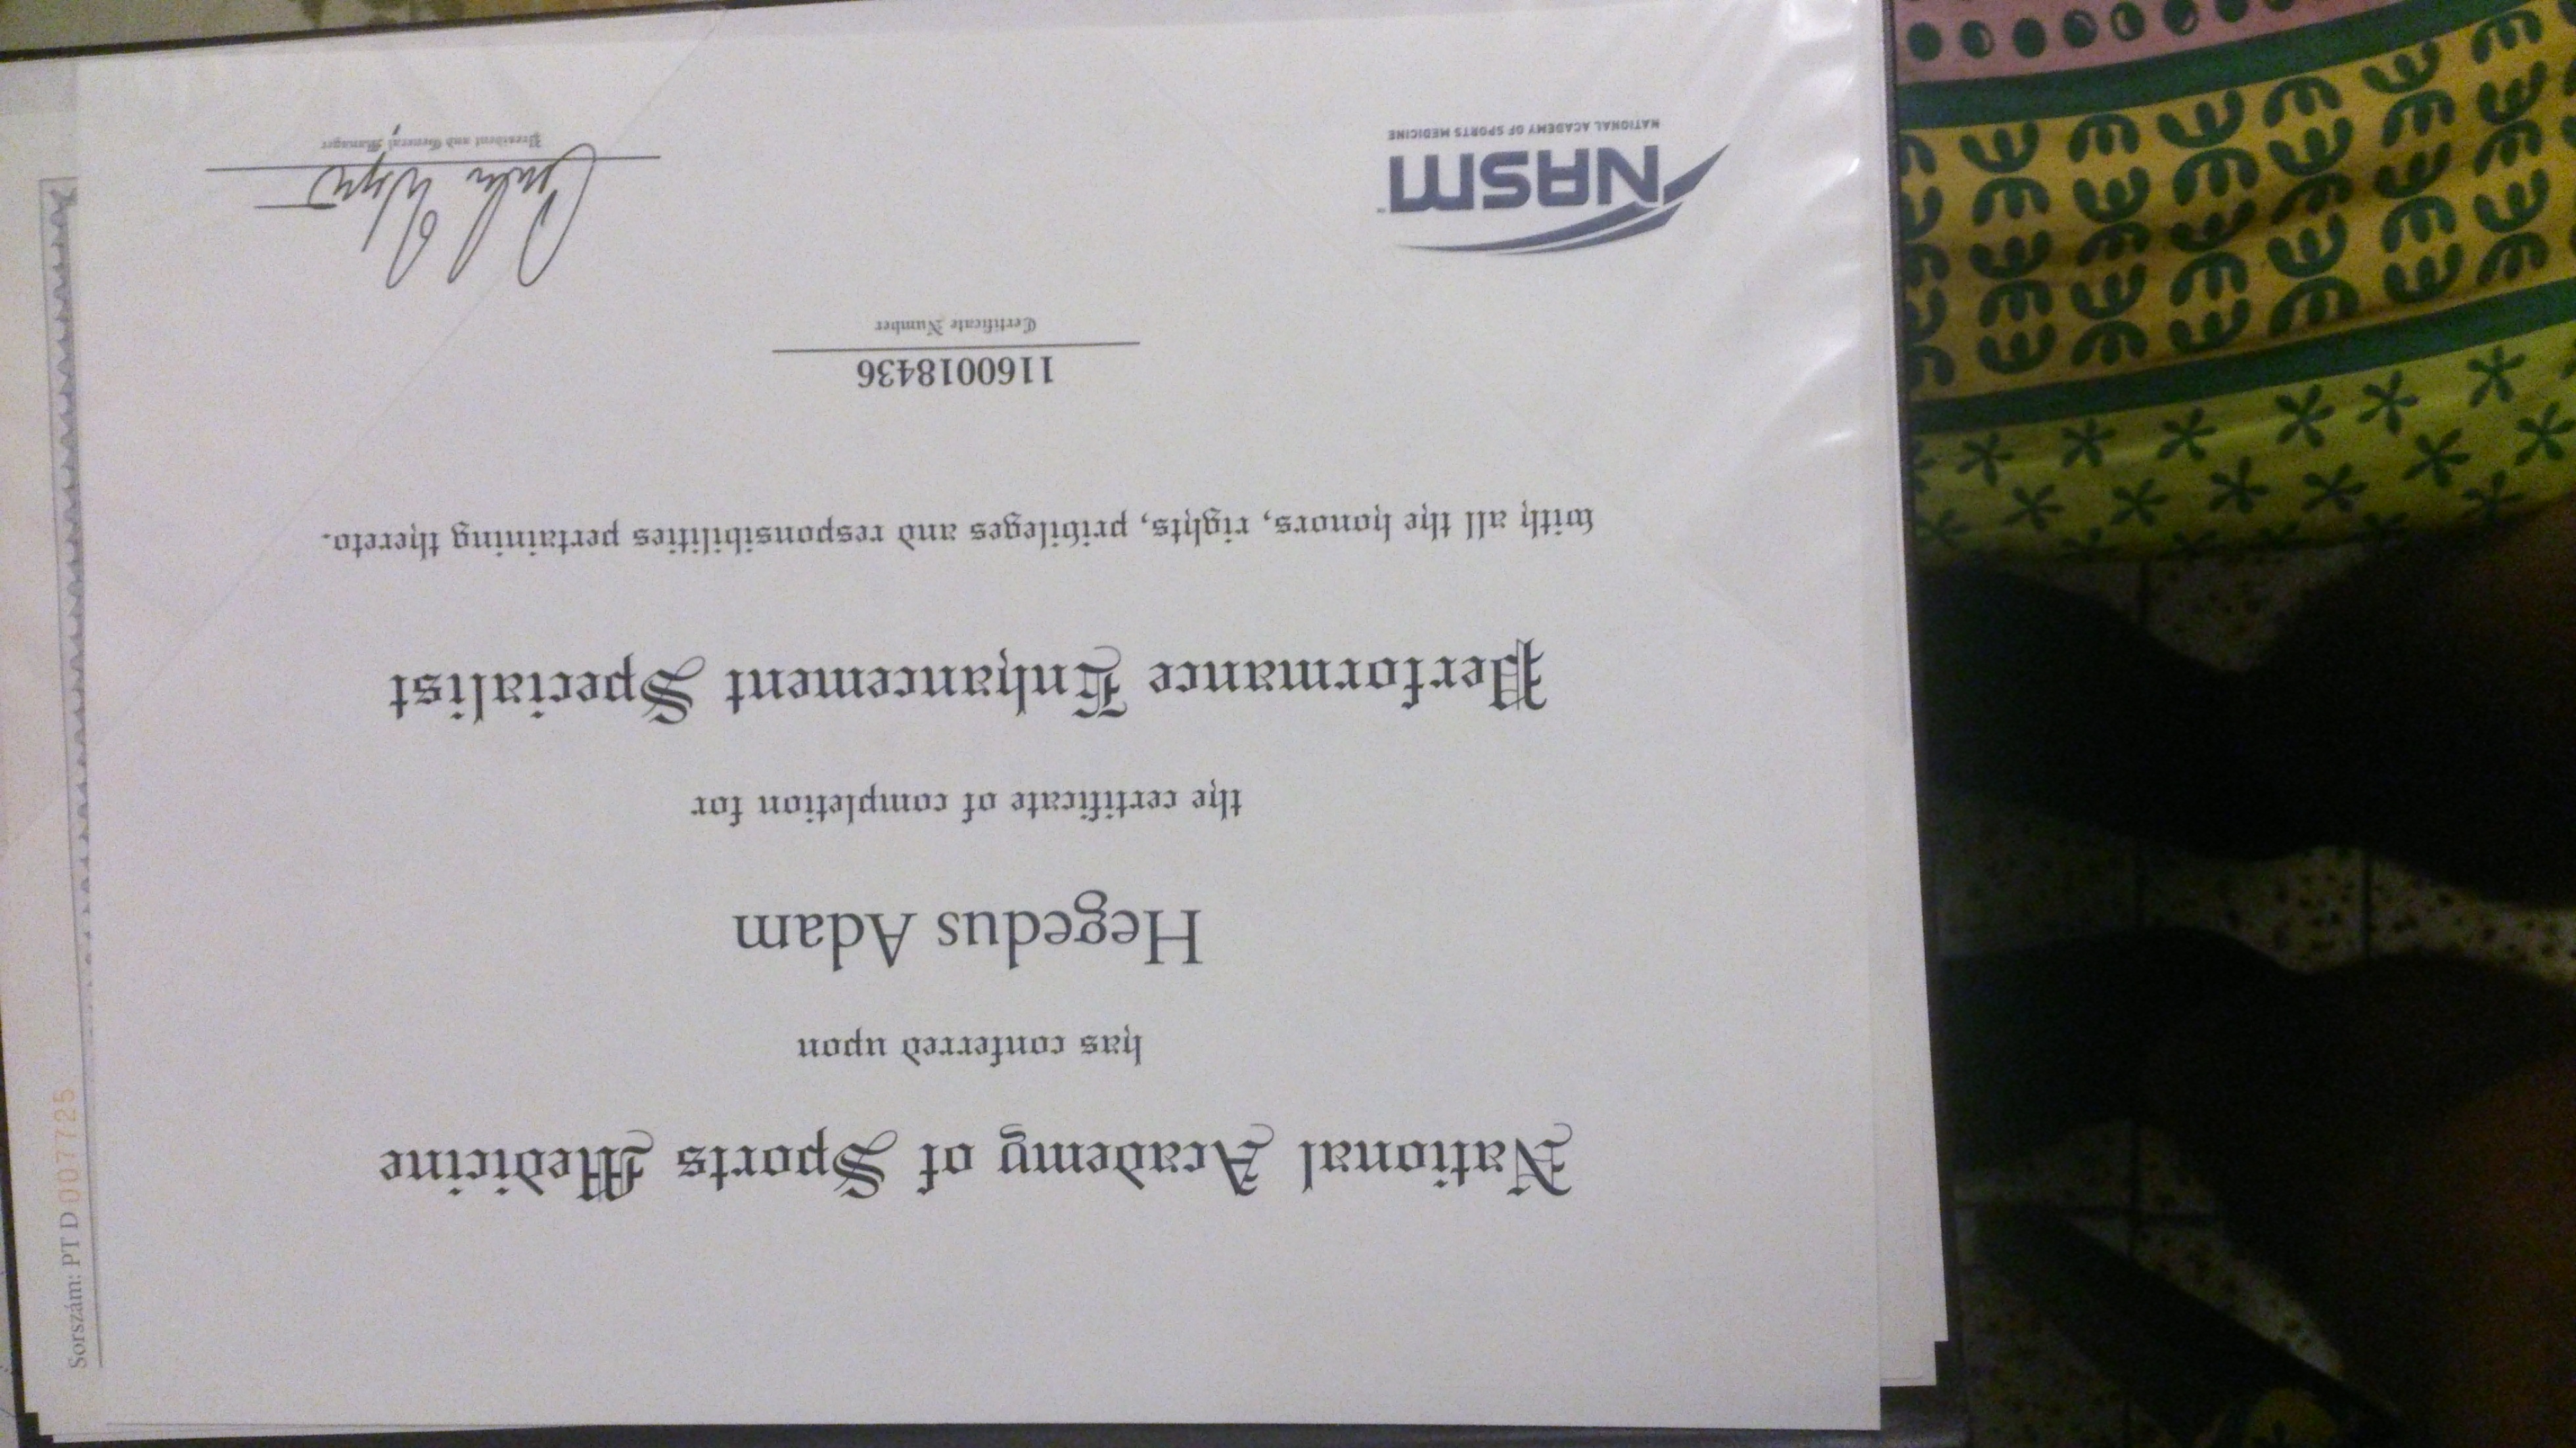 National Academy of Sports Medicine
has conferred upon
Hegedus Adam
the certificate of completion for
Performance Enhancement Specialist
with all the honors, rights, privileges and responsibilities pertaining thereto.
1160018436
Certificate Number
NASM™
NATIONAL ACADEMY OF SPORTS MEDICINE
President and General Manager
Sorszám: PT D 007725